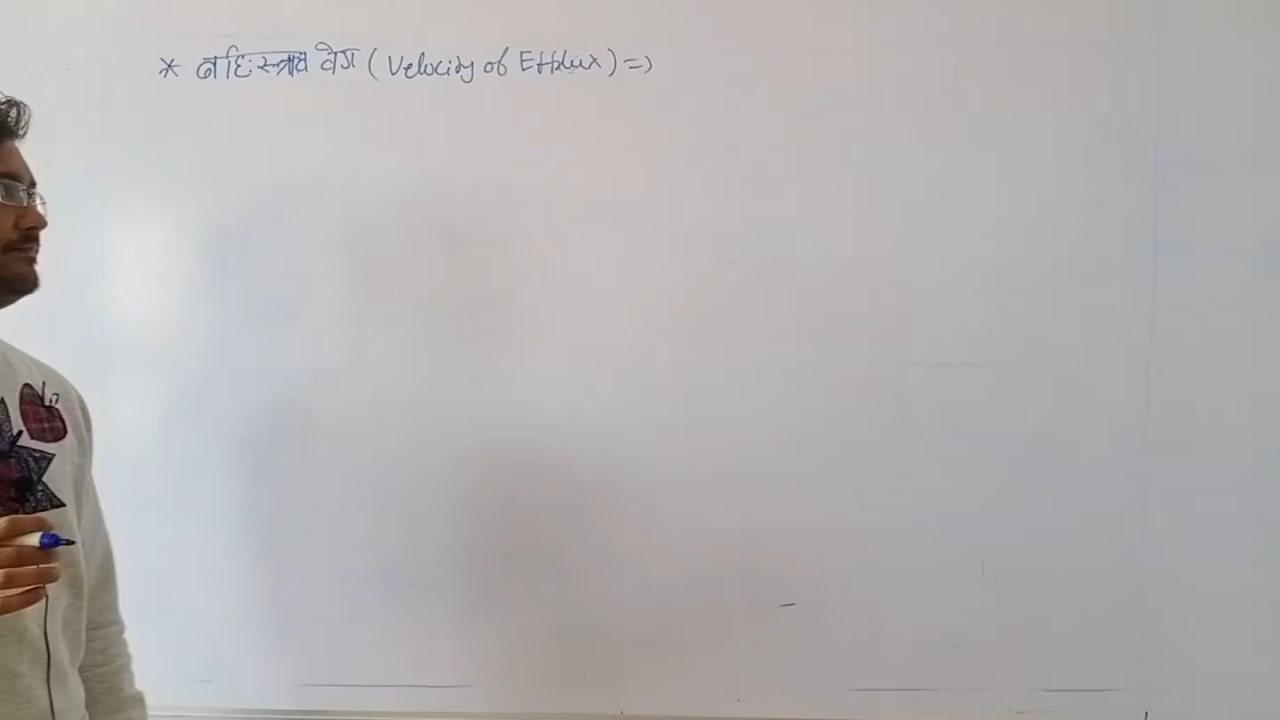 * बहिःस्त्राव वेग (Velocity of Efflux) =>